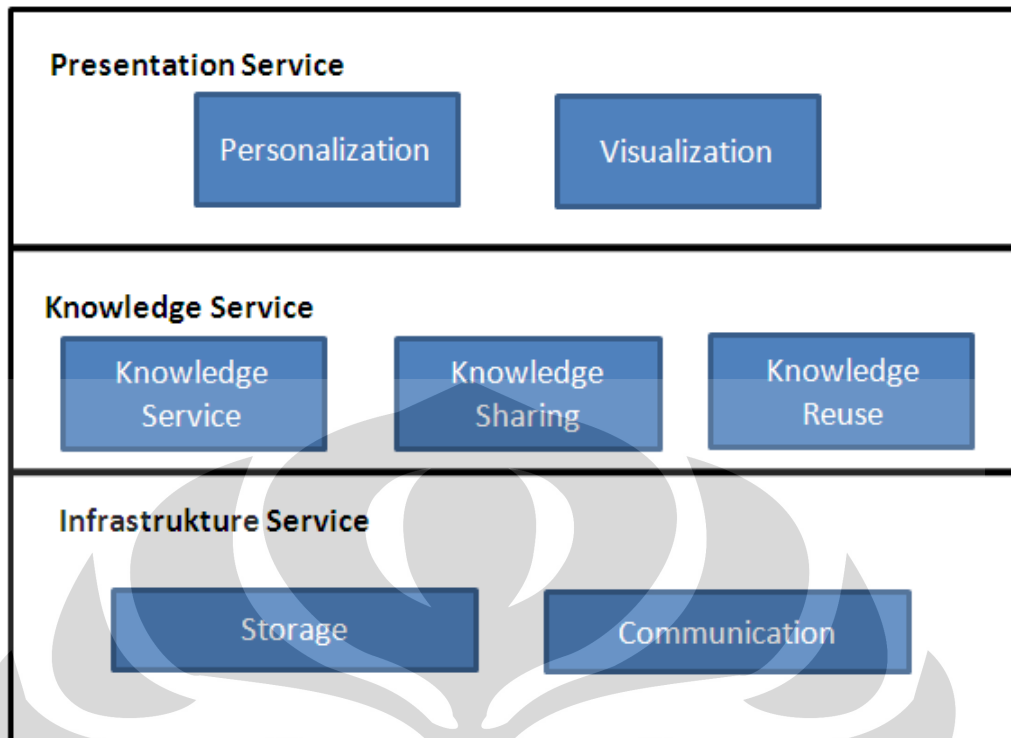 Presentation Service
Personalization
Visualization
Knowledge Service
Knowledge
Service
Knowledge
Sharing
Knowledge
Reuse
Infrastrukture Service
Storage
Communication